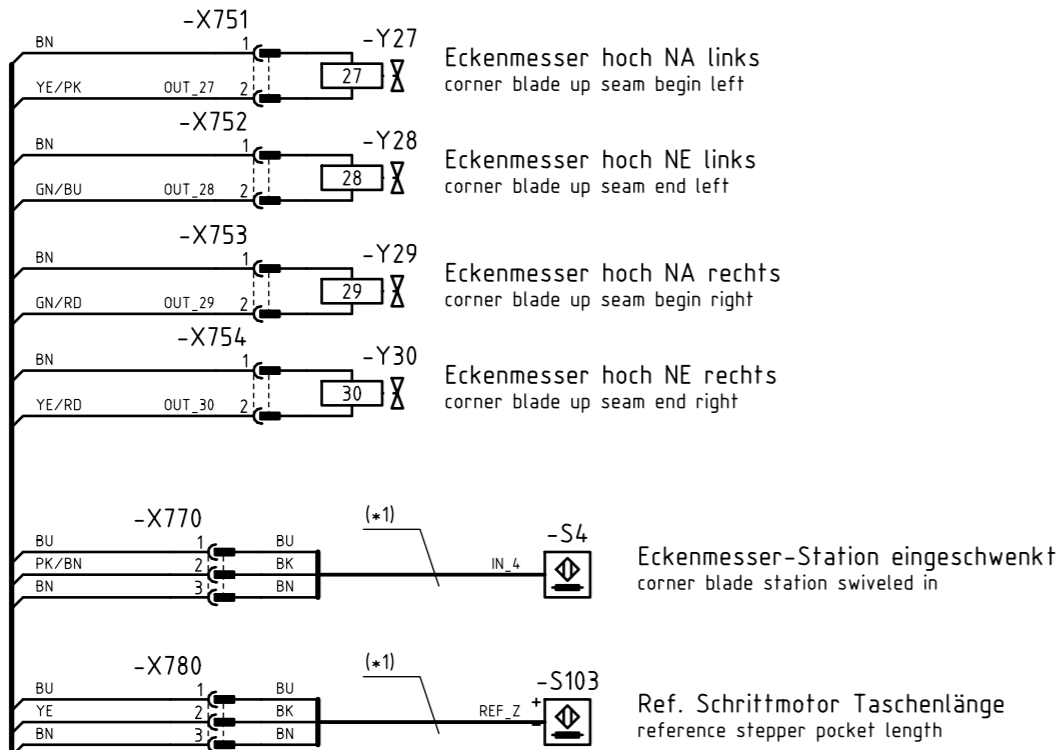 -X751
BN 1 -Y27
27
Eckenmesser hoch NA links
corner blade up seam begin left
YE/PK OUT_27 2
-X752
BN 1 -Y28
28
Eckenmesser hoch NE links
corner blade up seam end left
GN/BU OUT_28 2
-X753
BN 1 -Y29
29
Eckenmesser hoch NA rechts
corner blade up seam begin right
GN/RD OUT_29 2
-X754
BN 1 -Y30
30
Eckenmesser hoch NE rechts
corner blade up seam end right
YE/RD OUT_30 2
-X770 (*1) -S4
BU 1 BU
PK/BN 2 BK IN_4
BN 3 BN
Eckenmesser-Station eingeschwenkt
corner blade station swiveled in
-X780 (*1) -S103
BU 1 BU
YE 2 BK REF_Z + -
BN 3 BN
Ref. Schrittmotor Taschenlänge
reference stepper pocket length